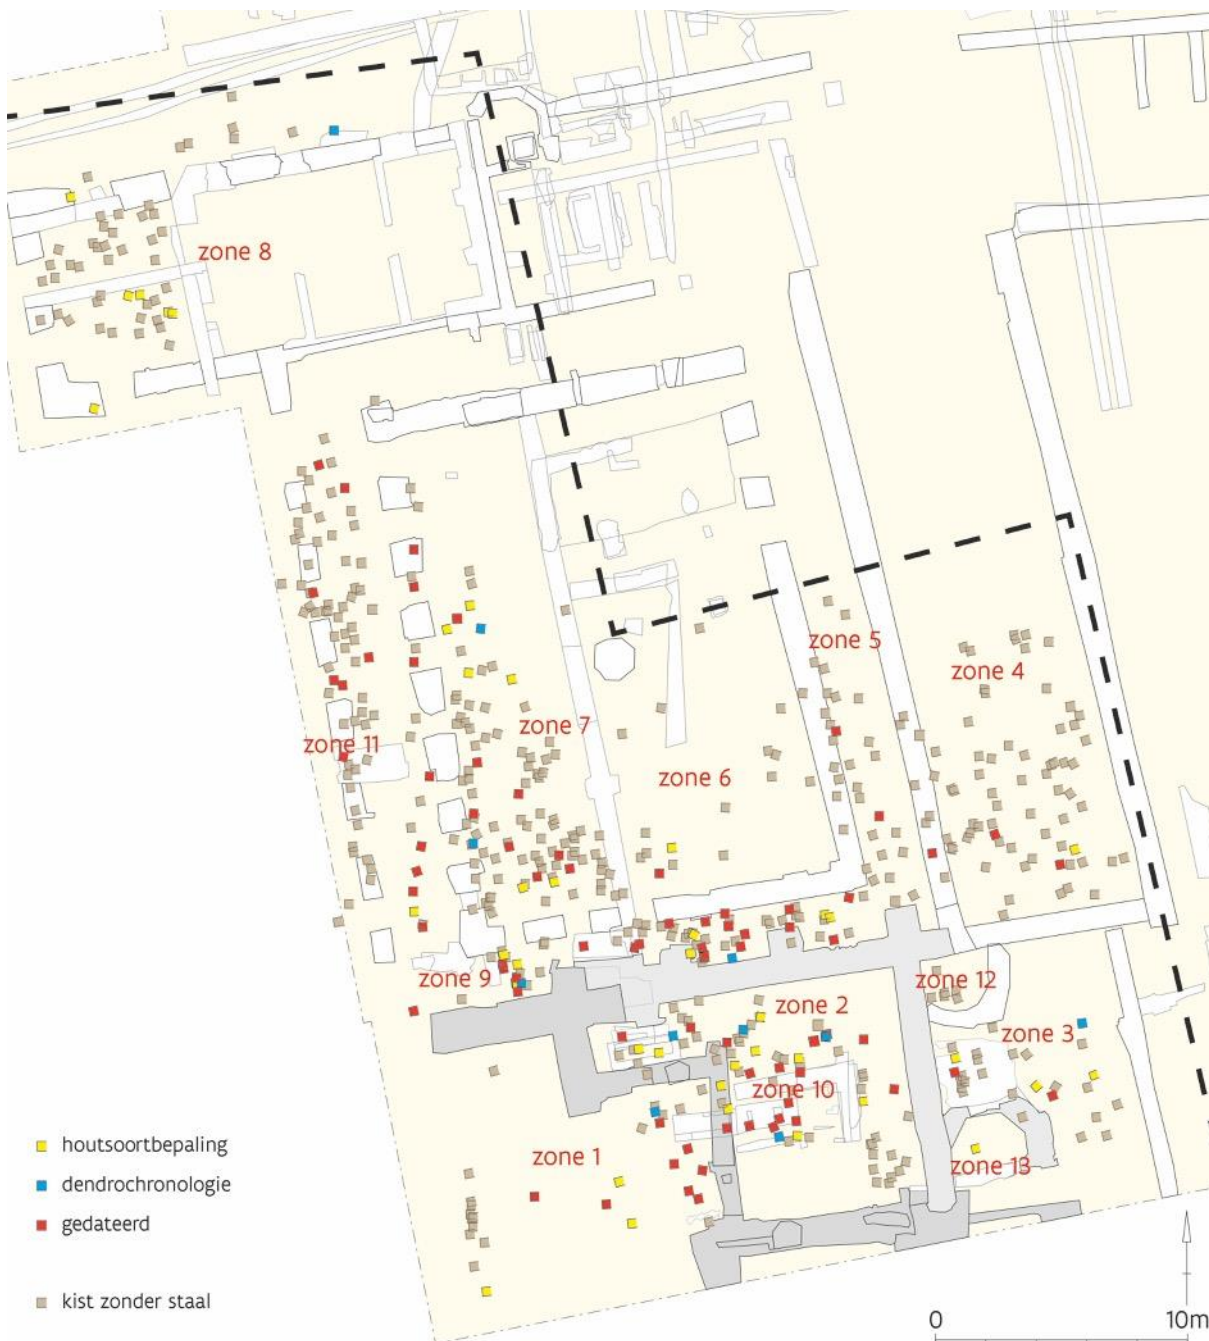 zone 8
zone 5
zone 4
zone 7
zone 11
zone 6
zone 9
zone 12
zone 2
zone 3
zone 10
zone 1
zone 13
houtsoortbepaling
dendrochronologie
gedateerd
kist zonder staal
0 10m